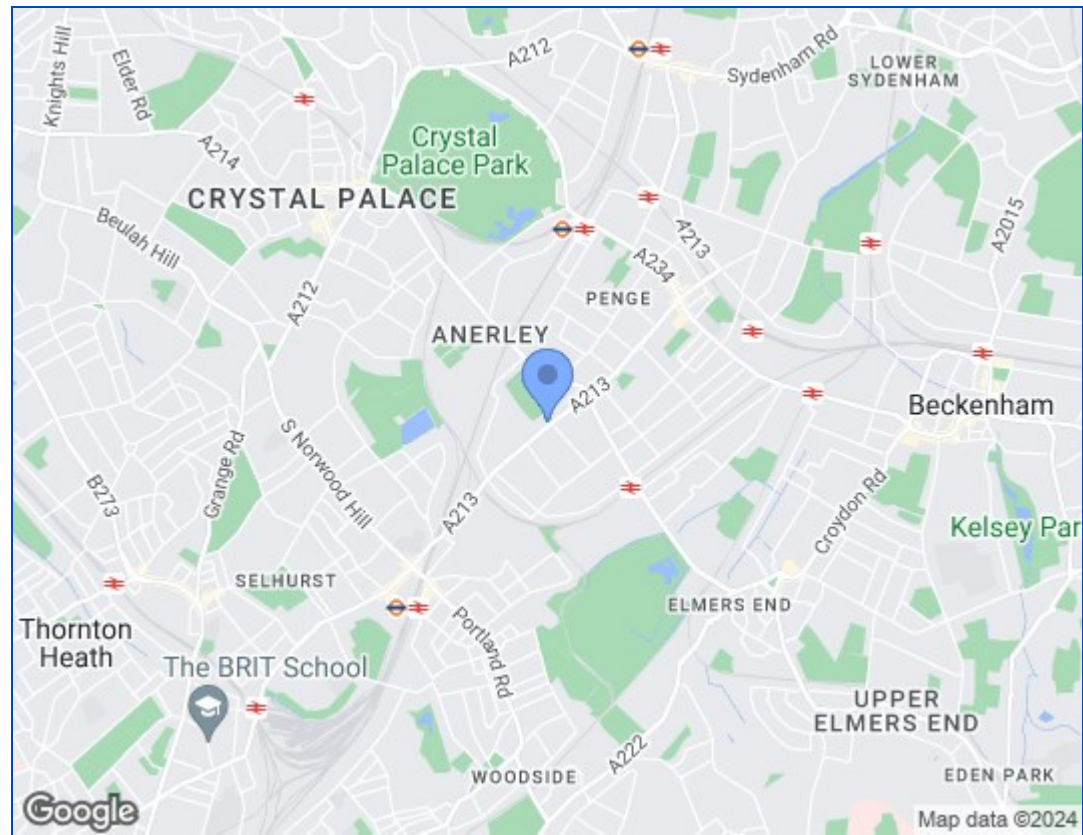 Knights Hill
Elder Rd
A212
Sydenham Rd
LOWER
SYDENHAM
A214
Crystal
Palace Park
CRYSTAL PALACE
Beulah Hill
A212
A213
A234
A2015
PENGE
ANERLEY
A213
Beckenham
S Norwood Hill
Grange Rd
B273
A213
Croydon Rd
Kelsey Par
SELHURST
ELMERS END
Thornton
Heath
Portland Rd
The BRIT School
UPPER
ELMERS END
A222
WOODSIDE
EDEN PARK
Google
Map data ©2024